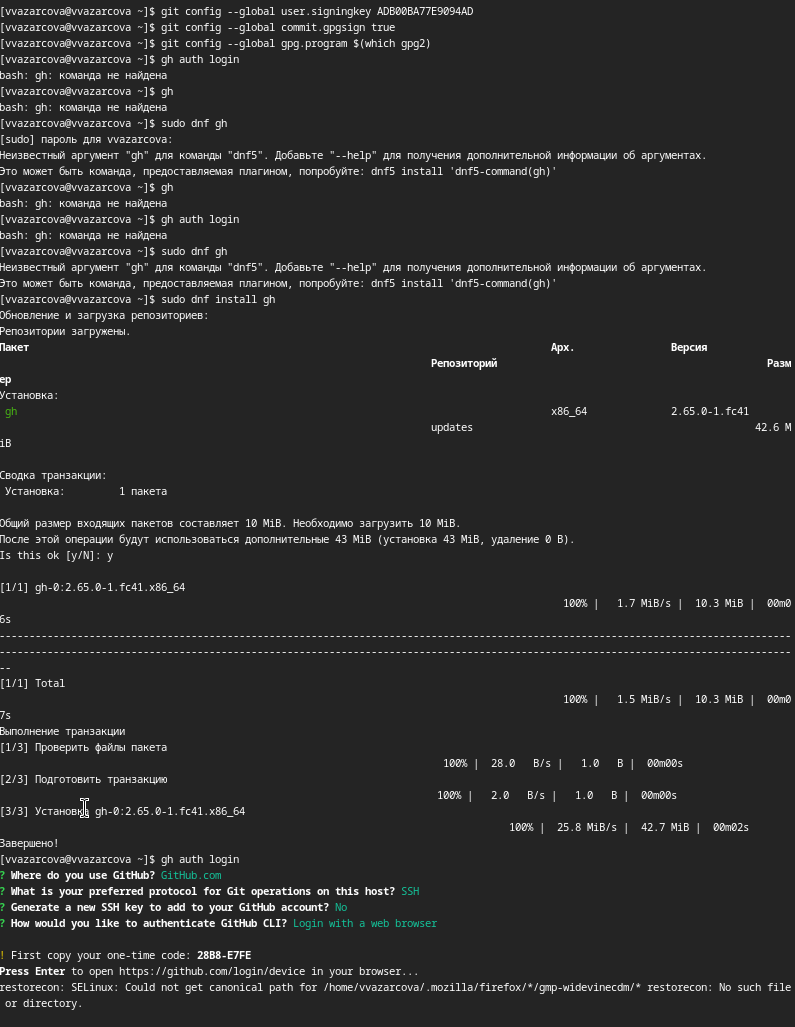 [vvazarcova@vvazarcova ~]$ git config --global user.signingkey ADB00BA77E9094AD
[vvazarcova@vvazarcova ~]$ git config --global commit.gpgsign true
[vvazarcova@vvazarcova ~]$ git config --global gpg.program $(which gpg2)
[vvazarcova@vvazarcova ~]$ gh auth login
bash: gh: команда не найдена
[vvazarcova@vvazarcova ~]$ gh
bash: gh: команда не найдена
[vvazarcova@vvazarcova ~]$ sudo dnf gh
[sudo] пароль для vvazarcova:
Неизвестный аргумент "gh" для команды "dnf5". Добавьте "--help" для получения дополнительной информации об аргументах.
Это может быть команда, предоставляемая плагином, попробуйте: dnf5 install 'dnf5-command(gh)'
[vvazarcova@vvazarcova ~]$ gh
bash: gh: команда не найдена
[vvazarcova@vvazarcova ~]$ gh auth login
bash: gh: команда не найдена
[vvazarcova@vvazarcova ~]$ sudo dnf gh
Неизвестный аргумент "gh" для команды "dnf5". Добавьте "--help" для получения дополнительной информации об аргументах.
Это может быть команда, предоставляемая плагином, попробуйте: dnf5 install 'dnf5-command(gh)'
[vvazarcova@vvazarcova ~]$ sudo dnf install gh
Обновление и загрузка репозиториев:
Репозитории загружены.
Пакет Арх. Версия
Репозиторий Разм
ер
Установка:
gh x86_64 2.65.0-1.fc41
updates 42.6 M
iB
Сводка транзакции:
Установка: 1 пакета
Общий размер входящих пакетов составляет 10 MiB. Необходимо загрузить 10 MiB.
После этой операции будут использоваться дополнительные 43 MiB (установка 43 MiB, удаление 0 B).
Is this ok [y/N]: y
[1/1] gh-0:2.65.0-1.fc41.x86_64
100% | 1.7 MiB/s | 10.3 MiB | 00m0
6s
------------------------------------------------------------------------------------------------------------------------------------
------------------------------------------------------------------------------------------------------------------------------------
--
[1/1] Total
100% | 1.5 MiB/s | 10.3 MiB | 00m0
7s
Выполнение транзакции
[1/3] Проверить файлы пакета
100% | 28.0 B/s | 1.0 B | 00m00s
[2/3] Подготовить транзакцию
100% | 2.0 B/s | 1.0 B | 00m00s
[3/3] Установка gh-0:2.65.0-1.fc41.x86_64
100% | 25.8 MiB/s | 42.7 MiB | 00m02s
Завершено!
[vvazarcova@vvazarcova ~]$ gh auth login
? Where do you use GitHub? GitHub.com
? What is your preferred protocol for Git operations on this host? SSH
? Generate a new SSH key to add to your GitHub account? No
? How would you like to authenticate GitHub CLI? Login with a web browser
! First copy your one-time code: 28B8-E7FE
Press Enter to open https://github.com/login/device in your browser...
restorecon: SELinux: Could not get canonical path for /home/vvazarcova/.mozilla/firefox/*/gmp-widevinecdm/* restorecon: No such file
or directory.